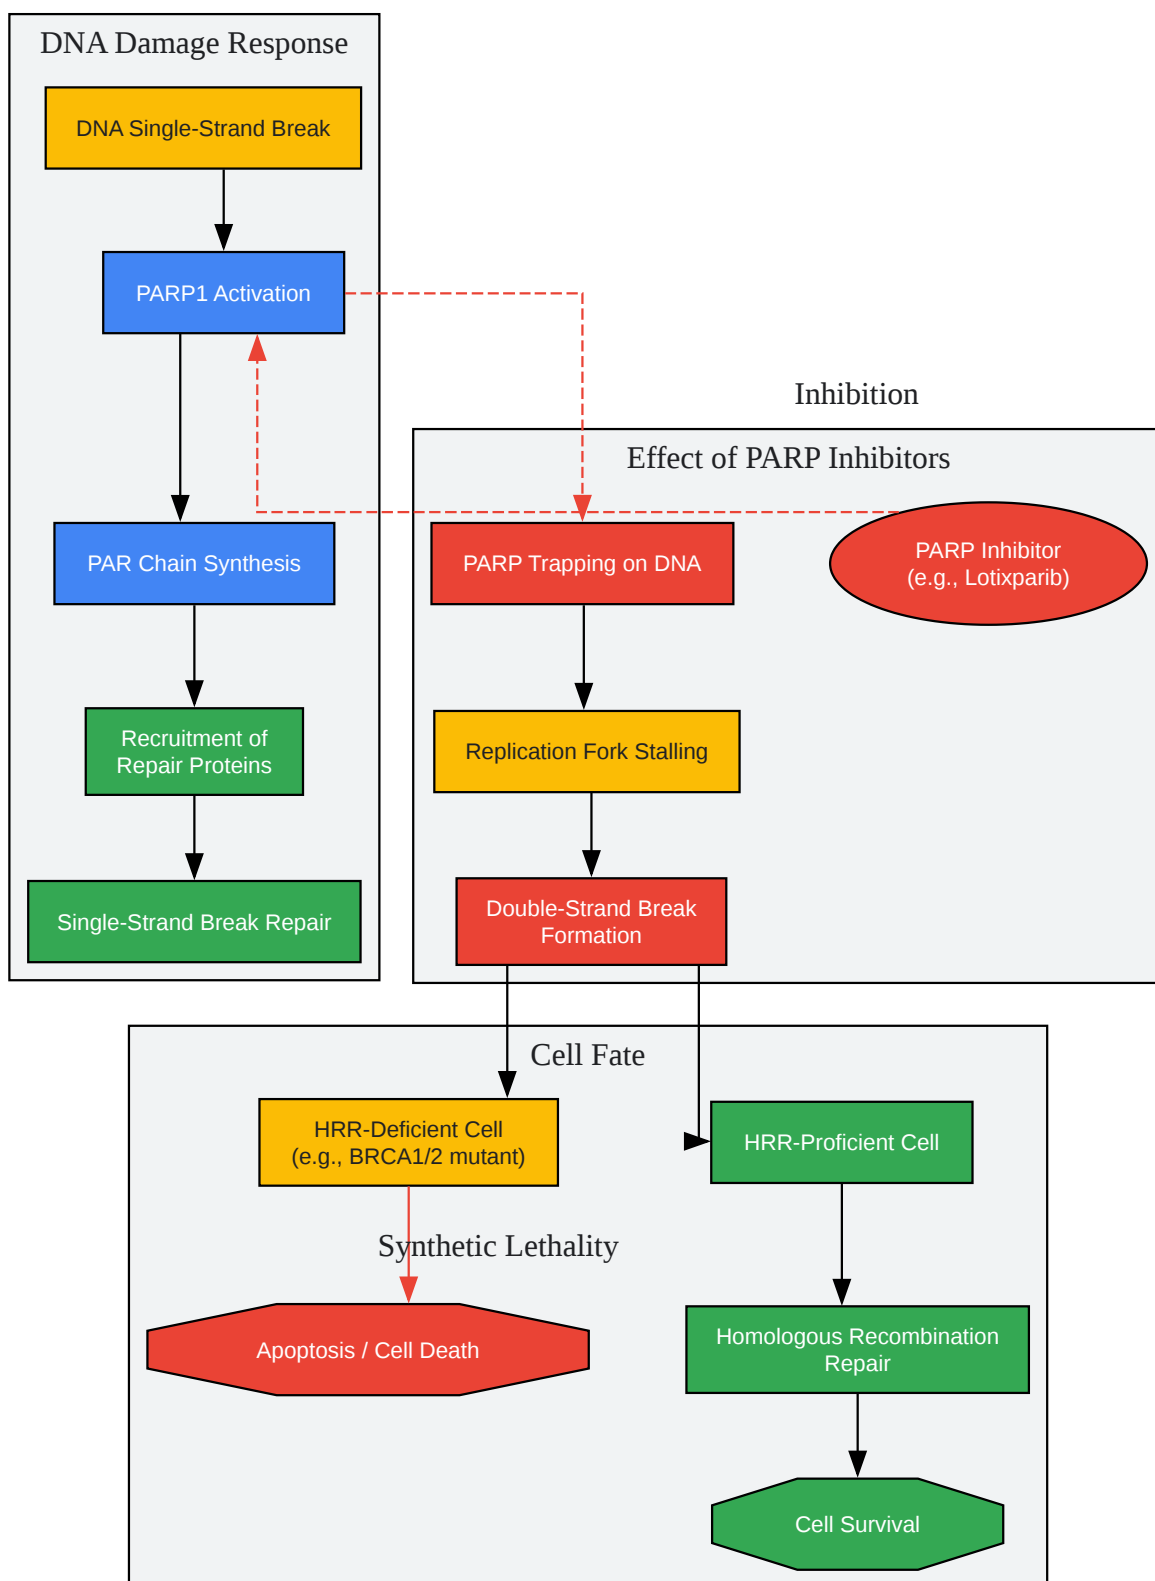 DNA Damage Response
DNA Single-Strand Break
PARP1 Activation
PAR Chain Synthesis
Recruitment of
Repair Proteins
Single-Strand Break Repair
Inhibition
Effect of PARP Inhibitors
PARP Trapping on DNA
PARP Inhibitor
(e.g., Lotixparib)
Replication Fork Stalling
Double-Strand Break
Formation
Cell Fate
HRR-Deficient Cell
(e.g., BRCA1/2 mutant)
Synthetic Lethality
Apoptosis / Cell Death
HRR-Proficient Cell
Homologous Recombination
Repair
Cell Survival